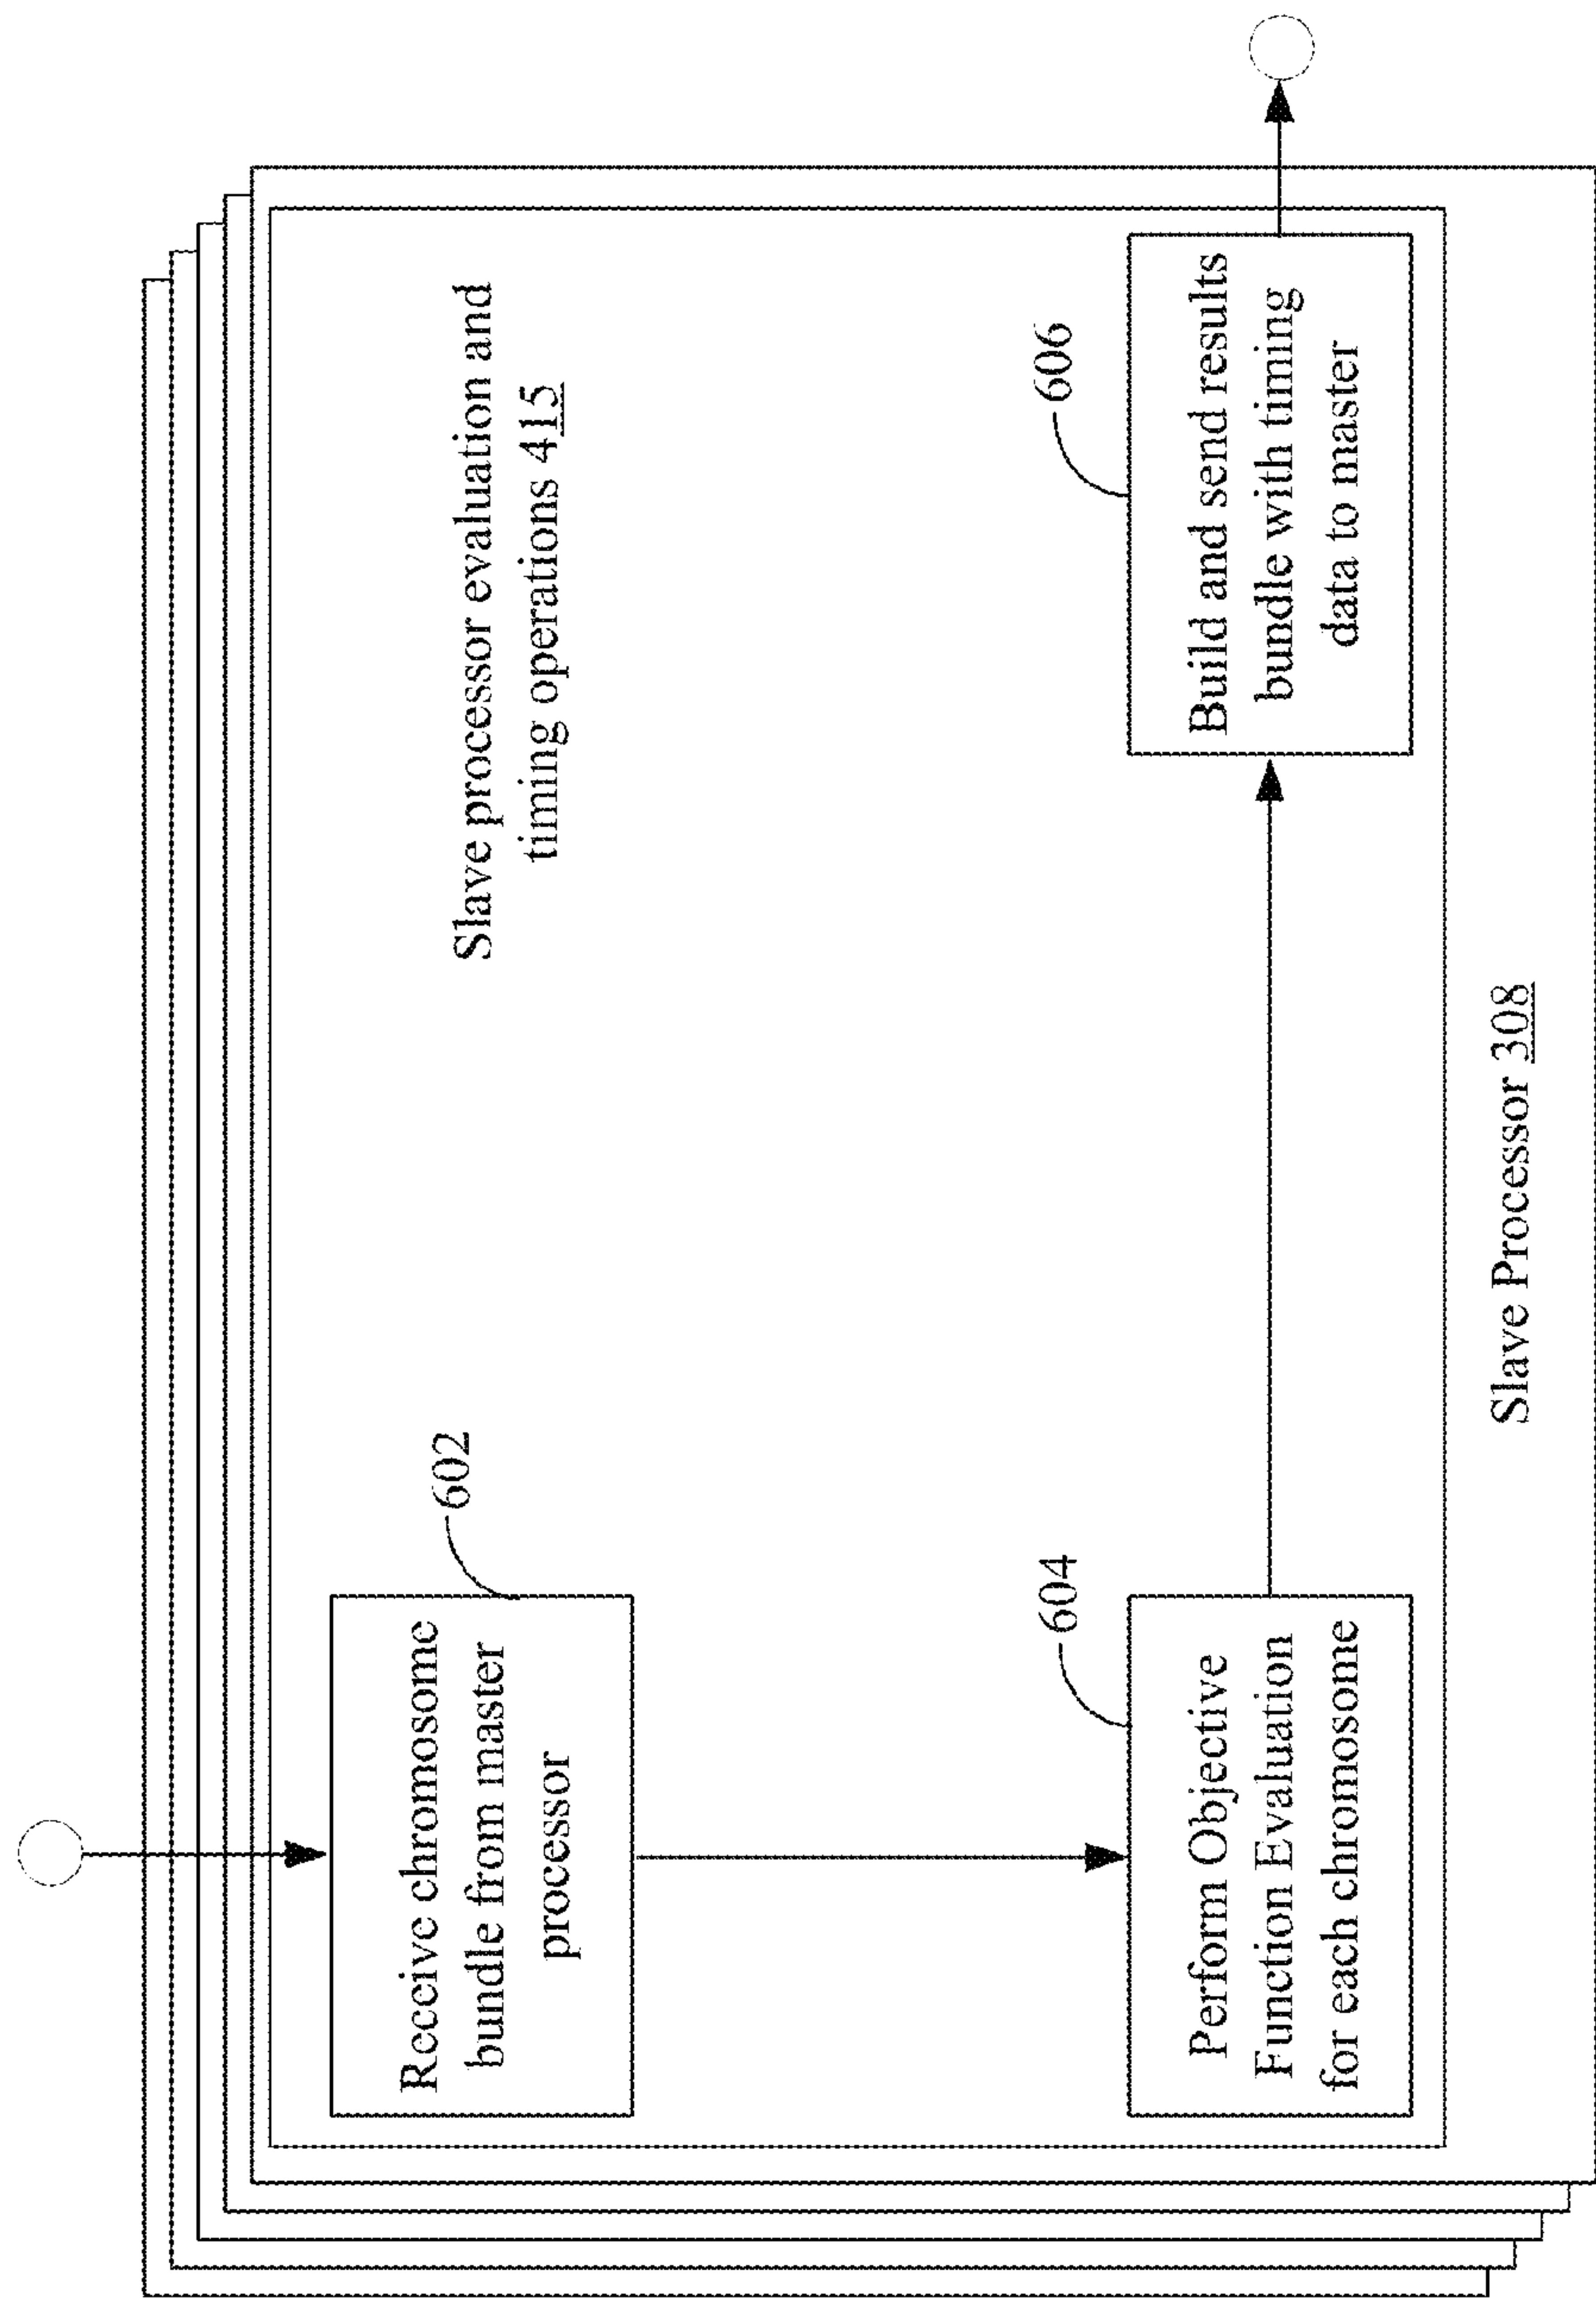 Receive chromosome
bundle from master
processor
602
Slave processor evaluation and
timing operations 415
Perform Objective
Function Evaluation
for each chromosome
604
Build and send results
bundle with timing
data to master
606
Slave Processor 308